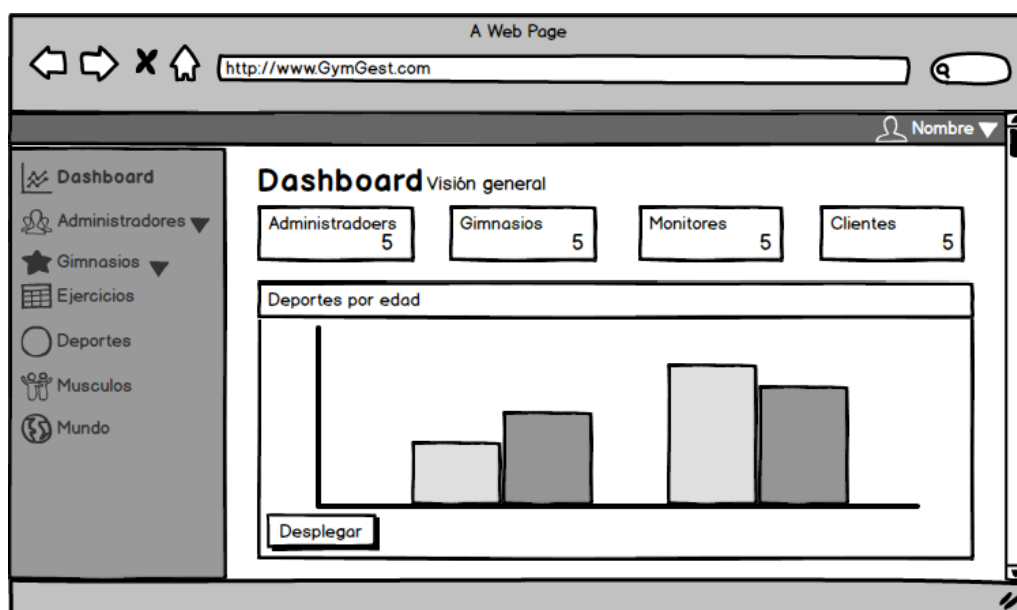 A Web Page
http://www.GymGest.com
Nombre
Dashboard
Administradores
Gimnasios
Ejercicios
Deportes
Musculos
Mundo
Dashboard Visión general
Administradoers
5
Gimnasios
5
Monitores
5
Clientes
5
Deportes por edad
Desplegar